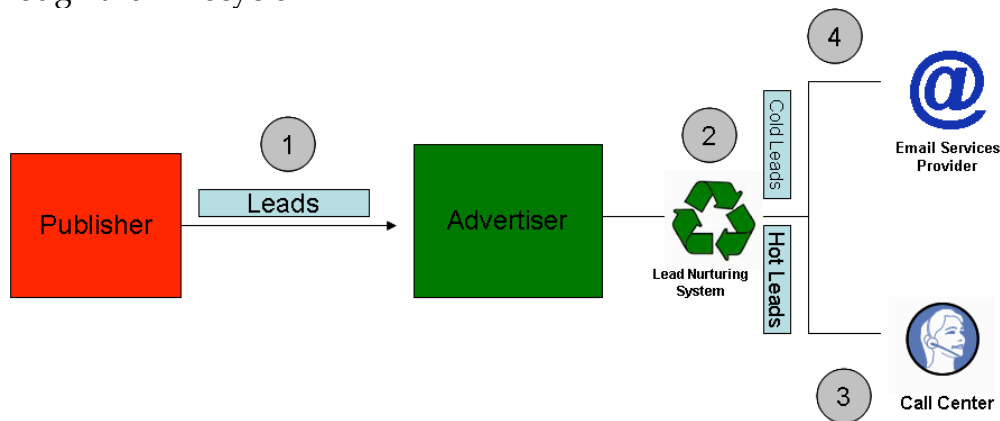 4
1
2
Cold Leads
@
Email Services
Provider
Publisher
Leads
Advertiser
Lead Nurturing
System
Hot Leads
3
Call Center